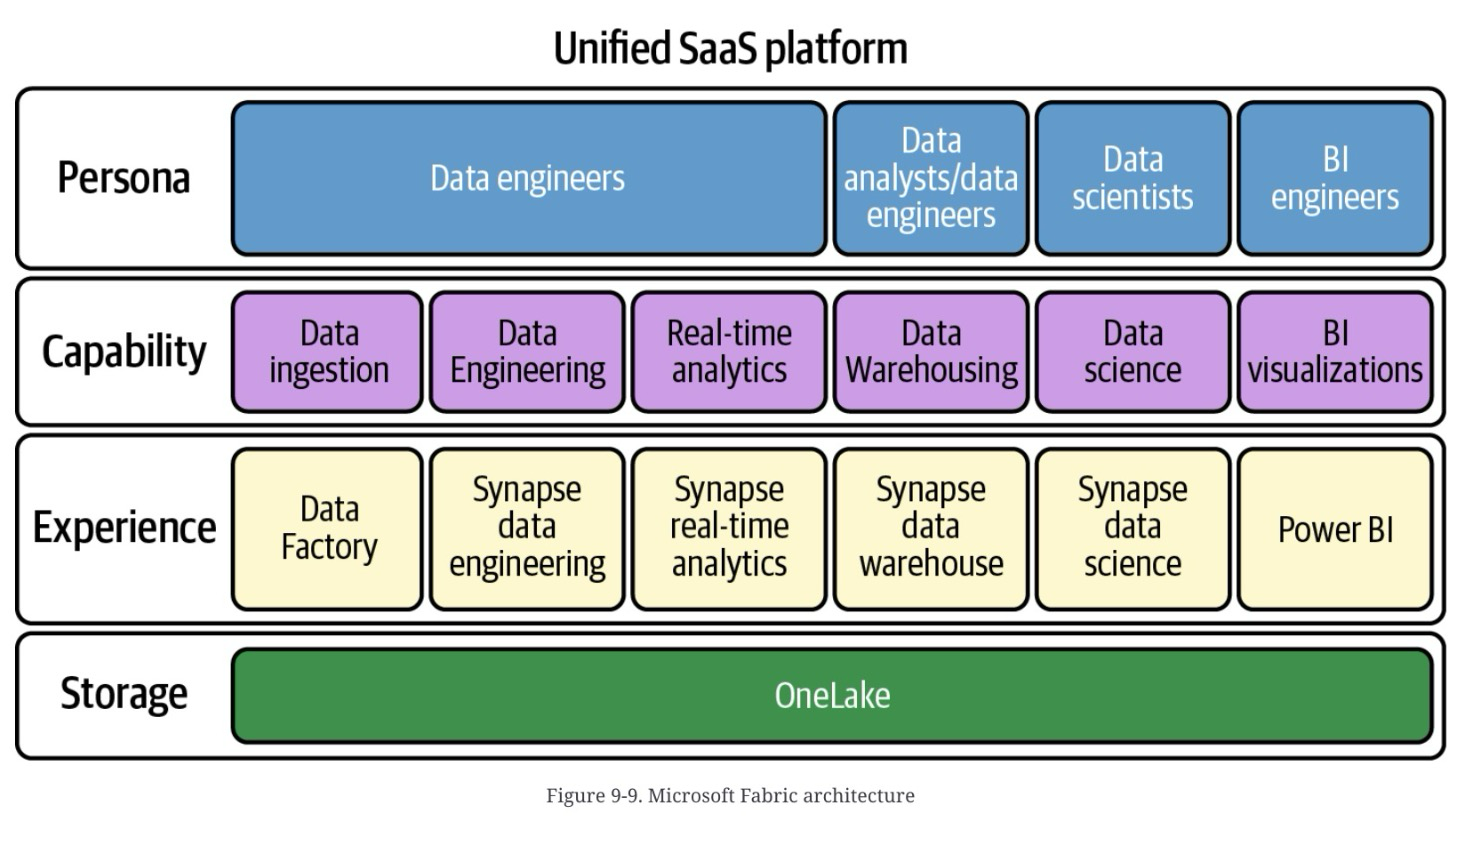 Unified SaaS platform
Persona
Data engineers
Data
analysts/data
engineers
Data
scientists
BI
engineers
Capability
Data
ingestion
Data
Engineering
Real-time
analytics
Data
Warehousing
Data
science
BI
visualizations
Experience
Data
Factory
Synapse
data
engineering
Synapse
real-time
analytics
Synapse
data
warehouse
Synapse
data
science
Power BI
Storage
OneLake
Figure 9-9. Microsoft Fabric architecture